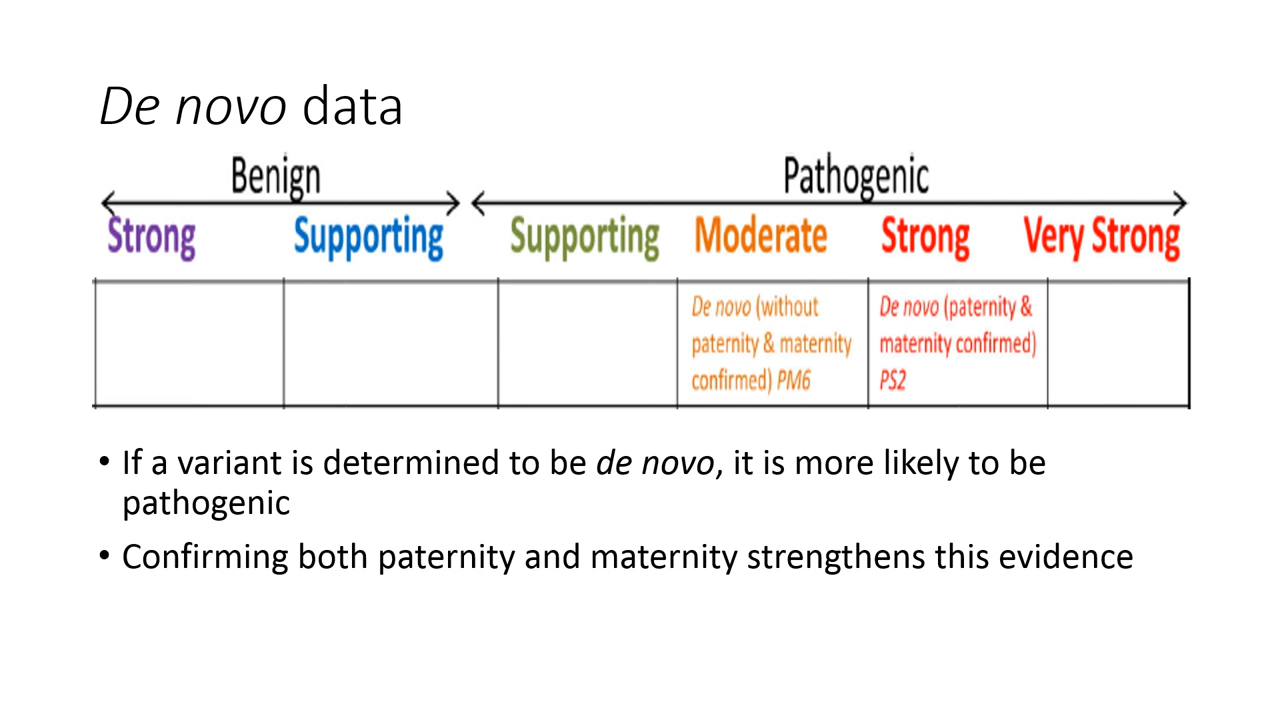 De novo data
Benign
Pathogenic
Strong
Supporting
Supporting
Moderate
Strong
Very Strong
De novo (without
paternity & maternity
confirmed) PM6
De novo (paternity &
maternity confirmed)
PS2
• If a variant is determined to be de novo, it is more likely to be
pathogenic
• Confirming both paternity and maternity strengthens this evidence